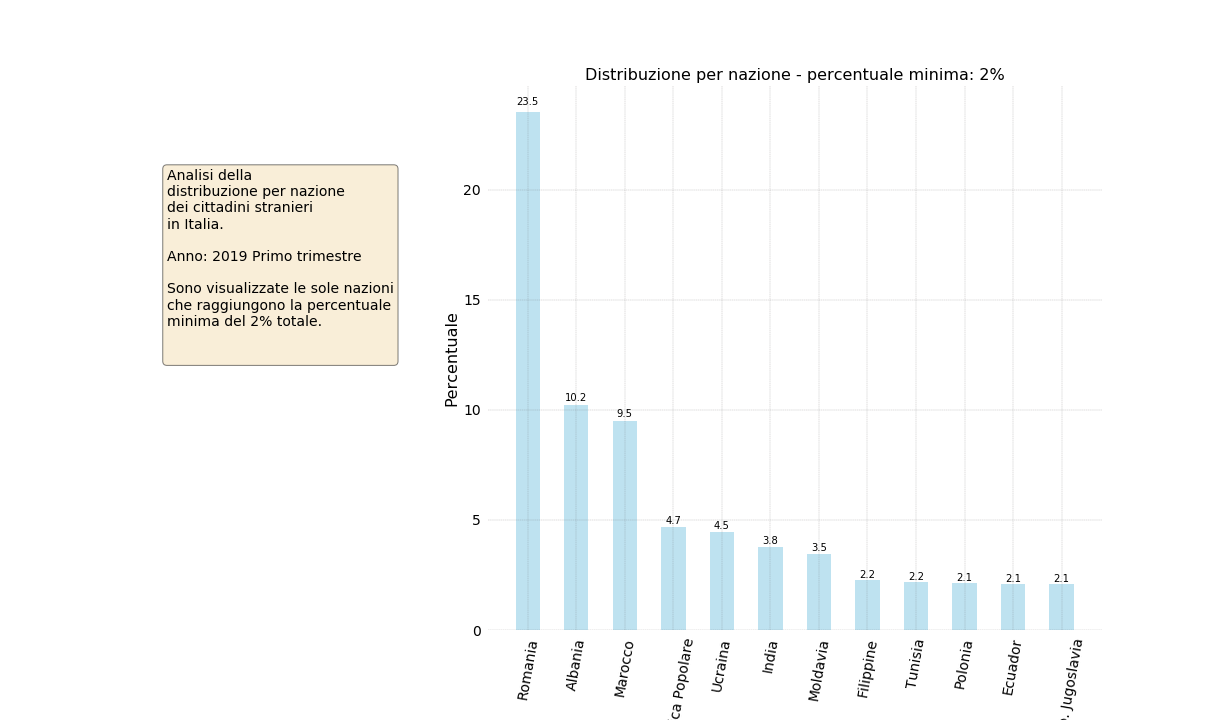 Distribuzione per nazione - percentuale minima: 2%
Analisi della
distribuzione per nazione
dei cittadini stranieri
in Italia.
Anno: 2019 Primo trimestre
Sono visualizzate le sole nazioni
che raggiungono la percentuale
minima del 2% totale.
Percentuale
20
15
10
5
0
23.5
10.2
9.5
4.7
4.5
3.8
3.5
2.2
2.2
2.1
2.1
2.1
Romania
Albania
Marocco
Popolare
Ucraina
India
Moldavia
Filippine
Tunisia
Polonia
Ecuador
Jugoslavia